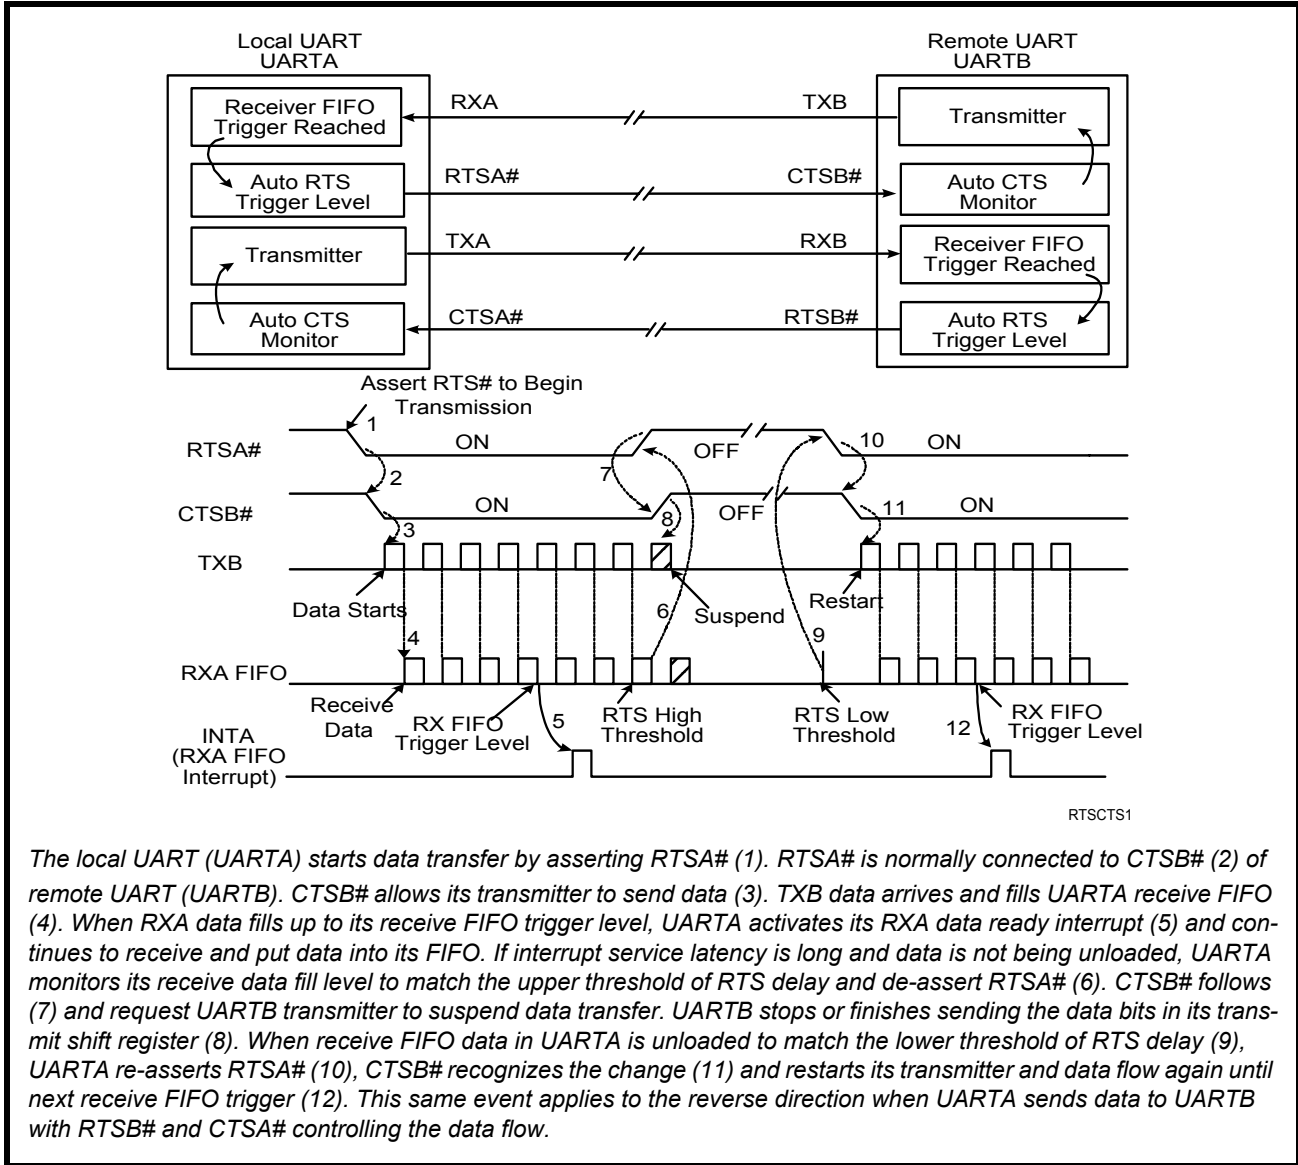 Local UART
UARTA
Remote UART
UARTB
Receiver FIFO
Trigger Reached
RXA
TXB
Transmitter
Auto RTS
Trigger Level
RTSA#
CTSB#
Auto CTS
Monitor
Transmitter
TXA
RXB
Receiver FIFO
Trigger Reached
Auto CTS
Monitor
CTSA#
RTSB#
Auto RTS
Trigger Level
Assert RTS# to Begin
Transmission
RTSA#
1
ON
7
OFF
10
ON
2
CTSB#
ON
8
OFF
11
ON
3
TXB
Data Starts
6
Suspend
Restart
4
9
RXA FIFO
Receive
Data
RX FIFO
Trigger Level
5
RTS High
Threshold
RTS Low
Threshold
12
RX FIFO
Trigger Level
INTA
(RXA FIFO
Interrupt)
RTSCTS1
The local UART (UARTA) starts data transfer by asserting RTSA# (1). RTSA# is normally connected to CTSB# (2) of
remote UART (UARTB). CTSB# allows its transmitter to send data (3). TXB data arrives and fills UARTA receive FIFO
(4). When RXA data fills up to its receive FIFO trigger level, UARTA activates its RXA data ready interrupt (5) and con-
tinues to receive and put data into its FIFO. If interrupt service latency is long and data is not being unloaded, UARTA
monitors its receive data fill level to match the upper threshold of RTS delay and de-assert RTSA# (6). CTSB# follows
(7) and request UARTB transmitter to suspend data transfer. UARTB stops or finishes sending the data bits in its trans-
mit shift register (8). When receive FIFO data in UARTA is unloaded to match the lower threshold of RTS delay (9),
UARTA re-asserts RTSA# (10), CTSB# recognizes the change (11) and restarts its transmitter and data flow again until
next receive FIFO trigger (12). This same event applies to the reverse direction when UARTA sends data to UARTB
with RTSB# and CTSA# controlling the data flow.